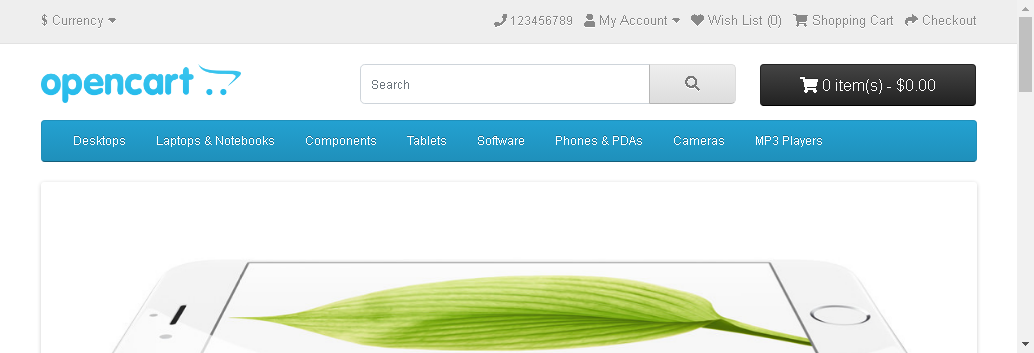 $ Currency 123456789 My Account Wish List (0) Shopping Cart Checkout
opencart Search 0 item(s) - $0.00
Desktops Laptops & Notebooks Components Tablets Software Phones & PDAs Cameras MP3 Players